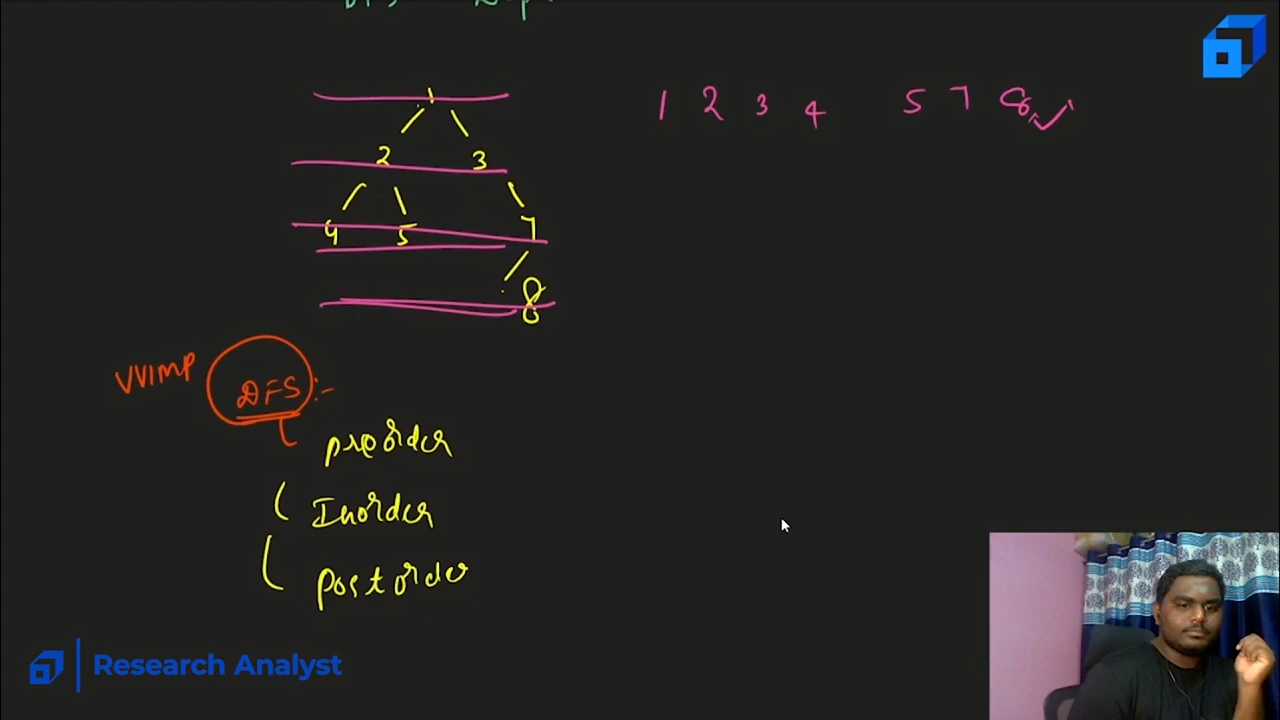 1
1 2 3 4 5 7 8
2 3
4 5 7
8
VVIMP DFS :-
preorder
Inorder
postorder
Research Analyst